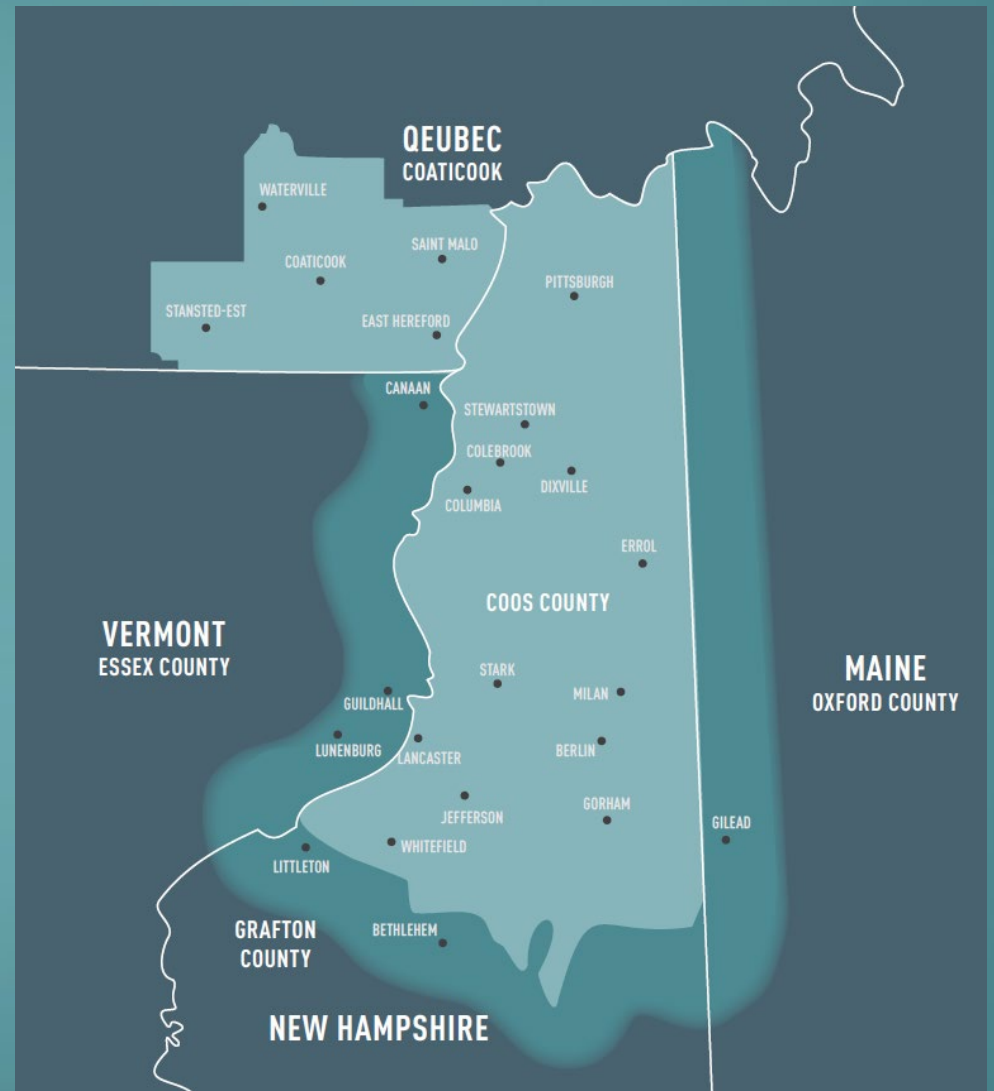 QEUBEC
COATICOOK
WATERVILLE
SAINT MALO
COATICOOK
PITTSBURGH
STANSTED-EST
EAST HEREFORD
CANAAN
STEWARTSTOWN
COLEBROOK
DIXVILLE
COLUMBIA
ERROL
COOS COUNTY
VERMONT
ESSEX COUNTY
STARK
MAINE
OXFORD COUNTY
MILAN
GUILDHALL
LUNENBURG
LANCASTER
BERLIN
JEFFERSON
GORHAM
GILEAD
WHITEFIELD
LITTLETON
BETHLEHEM
GRAFTON
COUNTY
NEW HAMPSHIRE